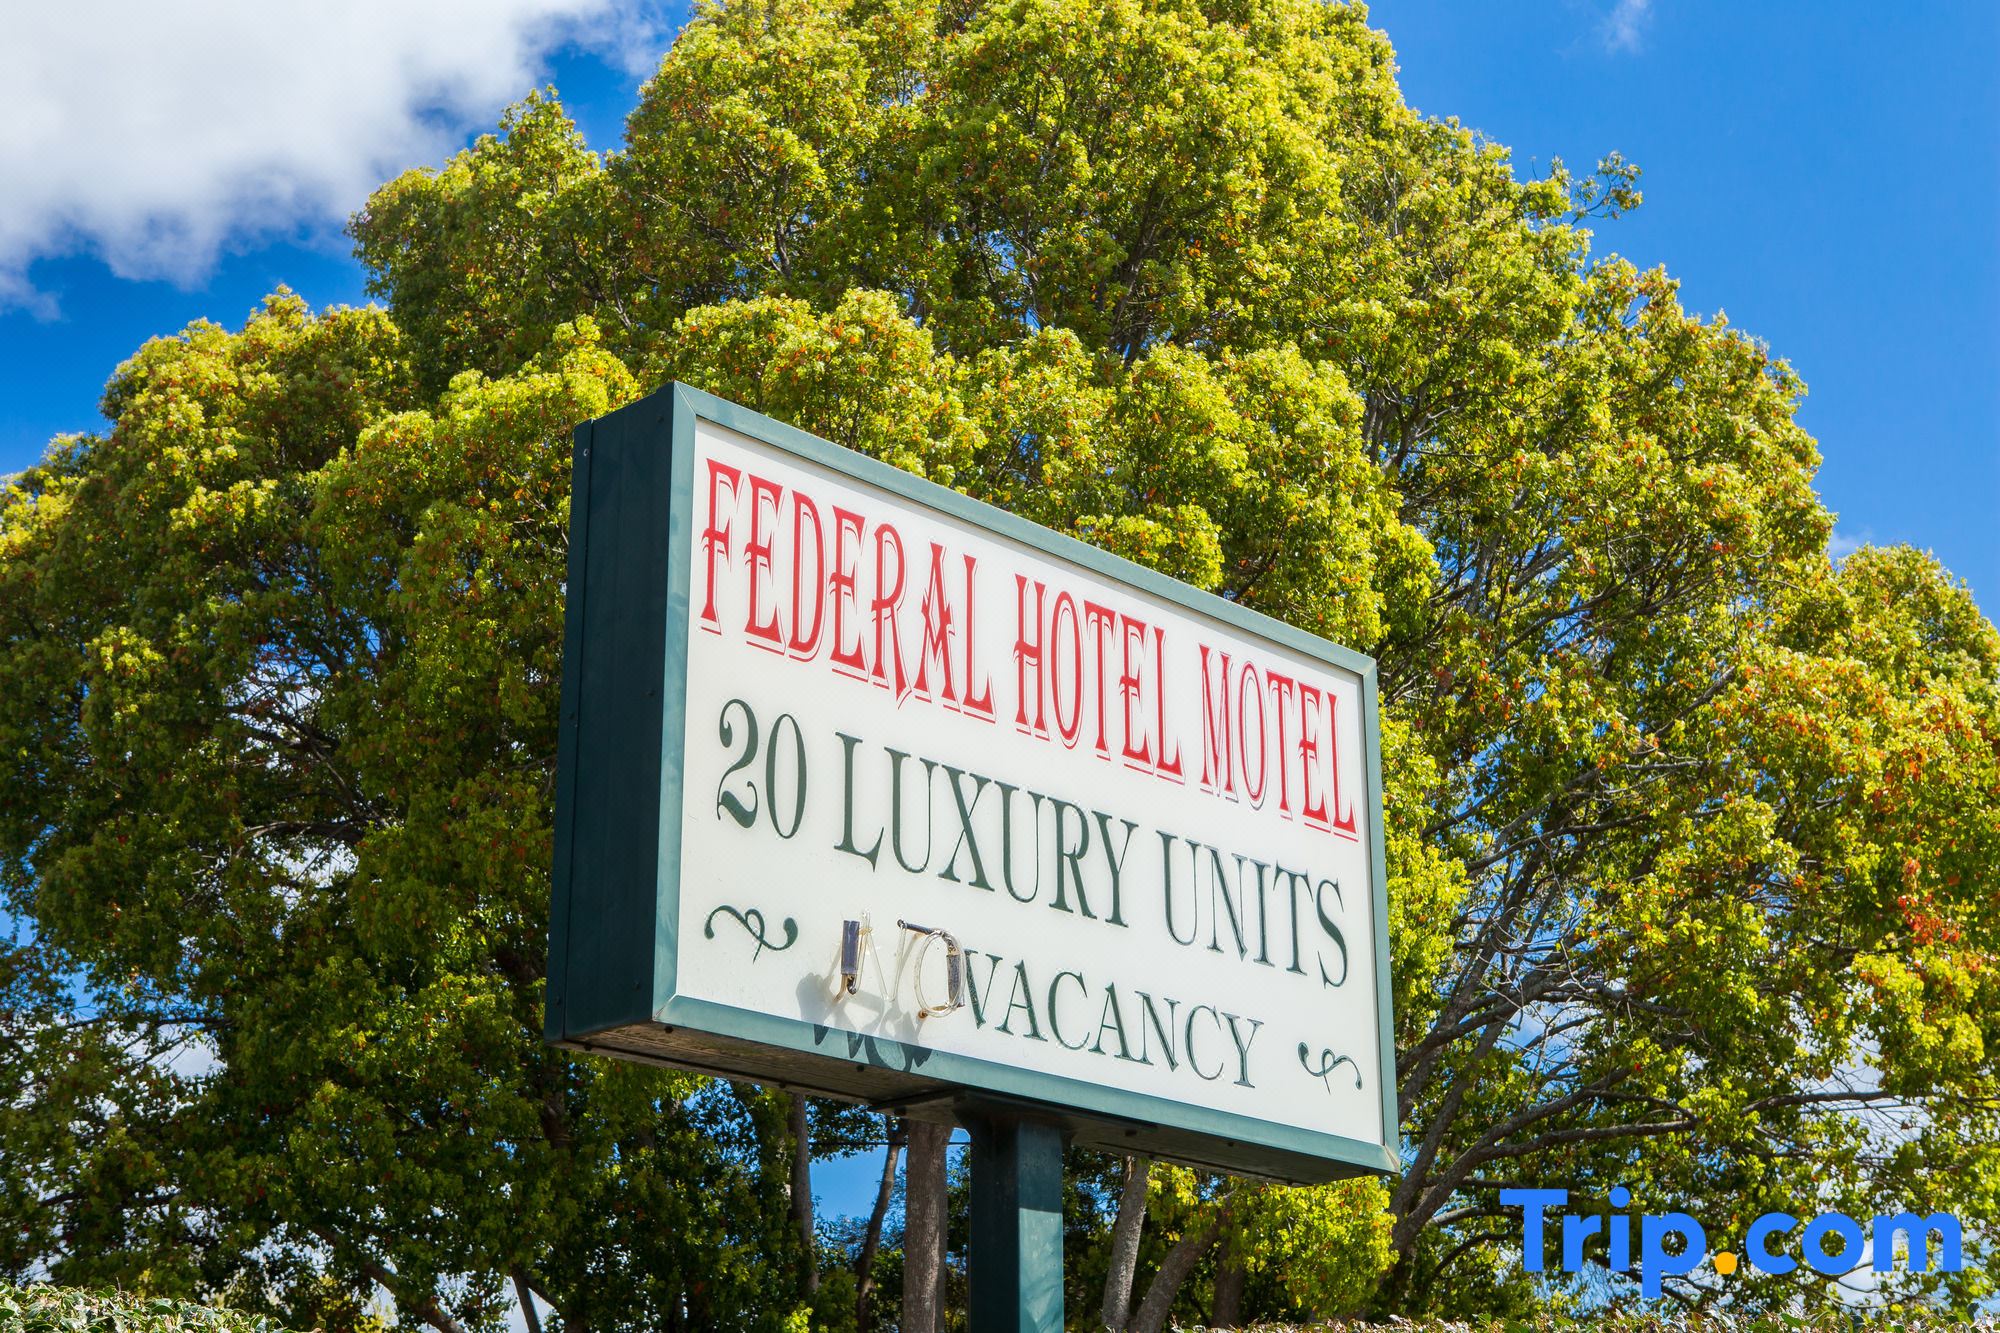 FEDERAL HOTEL MOTEL
20 LUXURY UNITS
NO VACANCY
Trip.com